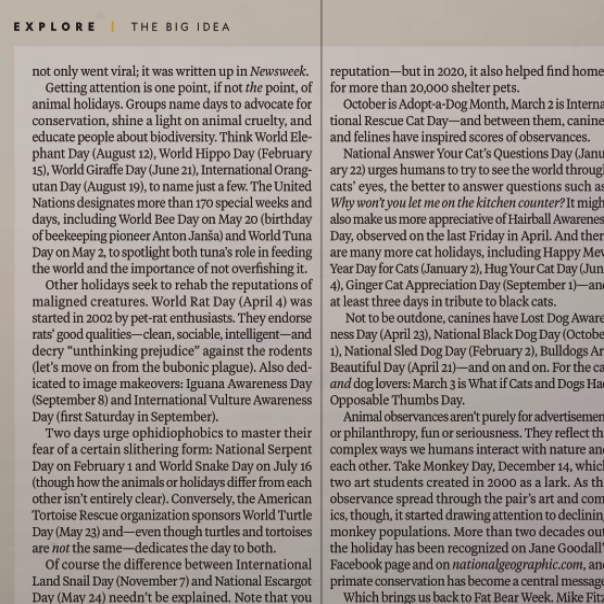 EXPLORE | THE BIG IDEA
not only went viral; it was written up in Newsweek.
Getting attention is one point, if not the point, of
animal holidays. Groups name days to advocate for
conservation, shine a light on animal cruelty, and
educate people about biodiversity. Think World Ele-
phant Day (August 12), World Hippo Day (February
15), World Giraffe Day (June 21), International Orang-
utan Day (August 19), to name just a few. The United
Nations designates more than 170 special weeks and
days, including World Bee Day on May 20 (birthday
of beekeeping pioneer Anton Janša) and World Tuna
Day on May 2, to spotlight both tuna's role in feeding
the world and the importance of not overfishing it.
Other holidays seek to rehab the reputations of
maligned creatures. World Rat Day (April 4) was
started in 2002 by pet-rat enthusiasts. They endorse
rats' good qualities—clean, sociable, intelligent—and
decry "unthinking prejudice" against the rodents
(let's move on from the bubonic plague). Also ded-
icated to image makeovers: Iguana Awareness Day
(September 8) and International Vulture Awareness
Day (first Saturday in September).
Two days urge ophidiophobics to master their
fear of a certain slithering form: National Serpent
Day on February 1 and World Snake Day on July 16
(though how the animals or holidays differ from each
other isn't entirely clear). Conversely, the American
Tortoise Rescue organization sponsors World Turtle
Day (May 23) and—even though turtles and tortoises
are not the same—dedicates the day to both.
Of course the difference between International
Land Snail Day (November 7) and National Escargot
Day (May 24) needn't be explained. Note that you
reputation—but in 2020, it also helped find home
for more than 20,000 shelter pets.
October is Adopt-a-Dog Month, March 2 is Interna
tional Rescue Cat Day—and between them, canine
and felines have inspired scores of observances.
National Answer Your Cat's Questions Day (Janu
ary 22) urges humans to try to see the world throug
cats' eyes, the better to answer questions such as
Why won't you let me on the kitchen counter? It migh
also make us more appreciative of Hairball Awarenes
Day, observed on the last Friday in April. And ther
are many more cat holidays, including Happy Mew
Year Day for Cats (January 2), Hug Your Cat Day (Jun
4), Ginger Cat Appreciation Day (September 1)—and
at least three days in tribute to black cats.
Not to be outdone, canines have Lost Dog Aware
ness Day (April 23), National Black Dog Day (Octobe
1), National Sled Dog Day (February 2), Bulldogs Ar
Beautiful Day (April 21)—and on and on. For the ca
and dog lovers: March 3 is What if Cats and Dogs Ha
Opposable Thumbs Day.
Animal observances aren't purely for advertisemen
or philanthropy, fun or seriousness. They reflect th
complex ways we humans interact with nature and
each other. Take Monkey Day, December 14, which
two art students created in 2000 as a lark. As th
observance spread through the pair's art and com
ics, though, it started drawing attention to declining
monkey populations. More than two decades out
the holiday has been recognized on Jane Goodall'
Facebook page and on nationalgeographic.com, and
primate conservation has become a central message
Which brings us back to Fat Bear Week. Mike Fitz